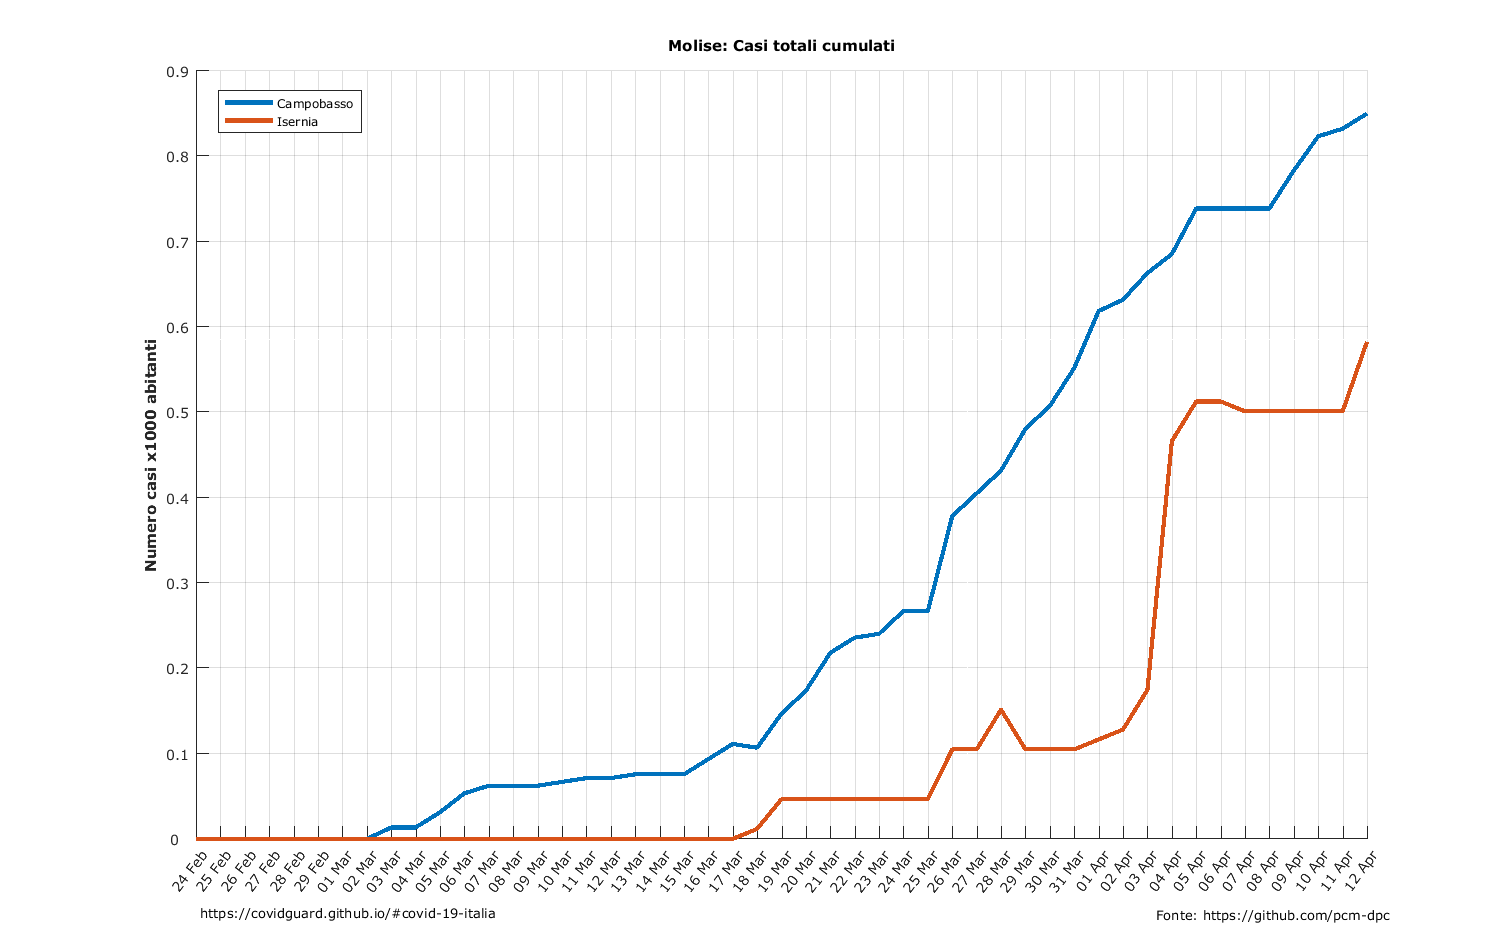 Molise: Casi totali cumulati
Campobasso
Isernia
Numero casi x1000 abitanti
0.9
0.8
0.7
0.6
0.5
0.4
0.3
0.2
0.1
0
24 Feb
25 Feb
26 Feb
27 Feb
28 Feb
29 Feb
01 Mar
02 Mar
03 Mar
04 Mar
05 Mar
06 Mar
07 Mar
08 Mar
09 Mar
10 Mar
11 Mar
12 Mar
13 Mar
14 Mar
15 Mar
16 Mar
17 Mar
18 Mar
19 Mar
20 Mar
21 Mar
22 Mar
23 Mar
24 Mar
25 Mar
26 Mar
27 Mar
28 Mar
29 Mar
30 Mar
31 Mar
01 Apr
02 Apr
03 Apr
04 Apr
05 Apr
06 Apr
07 Apr
08 Apr
09 Apr
10 Apr
11 Apr
12 Apr
https://covidguard.github.io/#covid-19-italia
Fonte: https://github.com/pcm-dpc